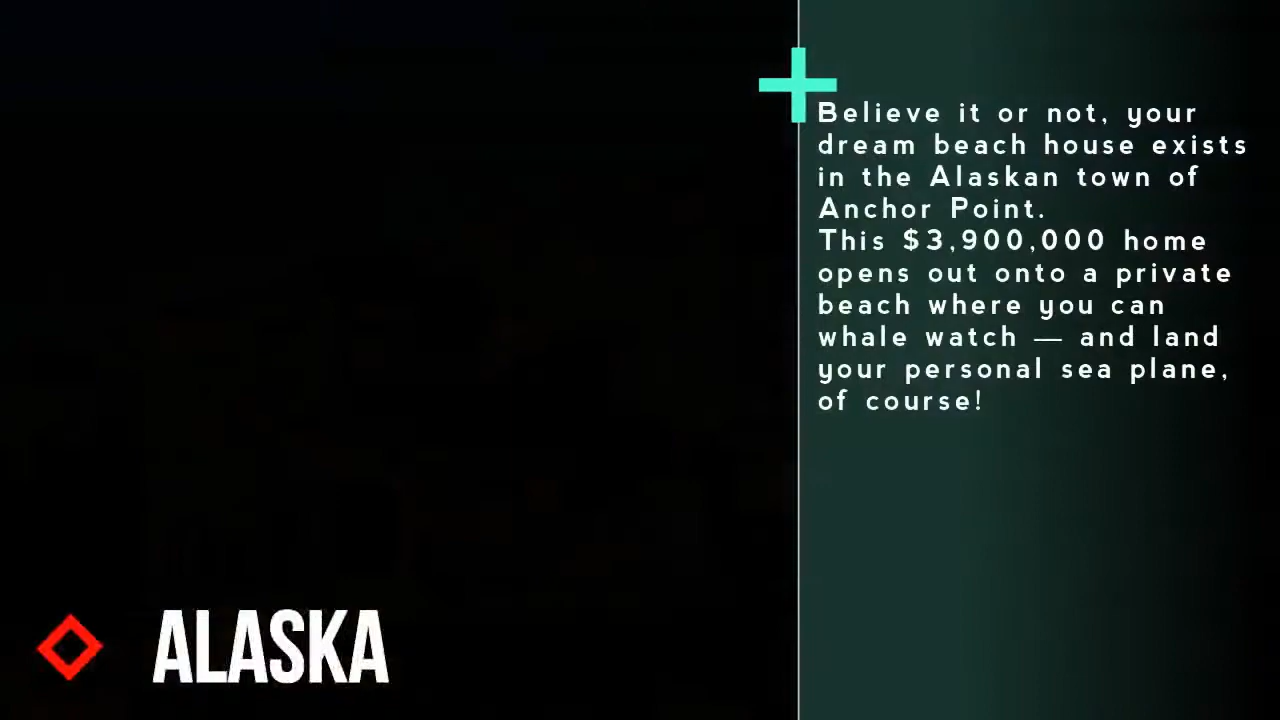 Believe it or not, your
dream beach house exists
in the Alaskan town of
Anchor Point.
This $3,900,000 home
opens out onto a private
beach where you can
whale watch — and land
your personal sea plane,
of course!
ALASKA